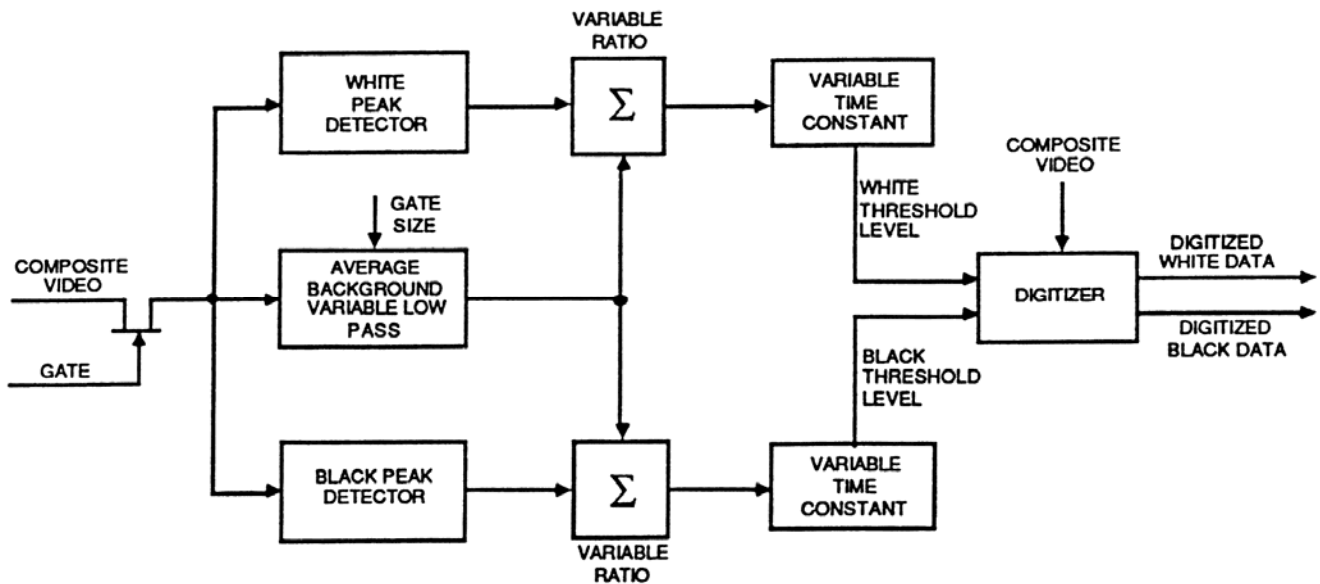 VARIABLE
RATIO
WHITE
PEAK
DETECTOR
Σ
VARIABLE
TIME
CONSTANT
COMPOSITE
VIDEO
WHITE
THRESHOLD
LEVEL
GATE
SIZE
COMPOSITE
VIDEO
AVERAGE
BACKGROUND
VARIABLE LOW
PASS
DIGITIZER
DIGITIZED
WHITE DATA
DIGITIZED
BLACK DATA
GATE
BLACK
THRESHOLD
LEVEL
BLACK PEAK
DETECTOR
Σ
VARIABLE
TIME
CONSTANT
VARIABLE
RATIO